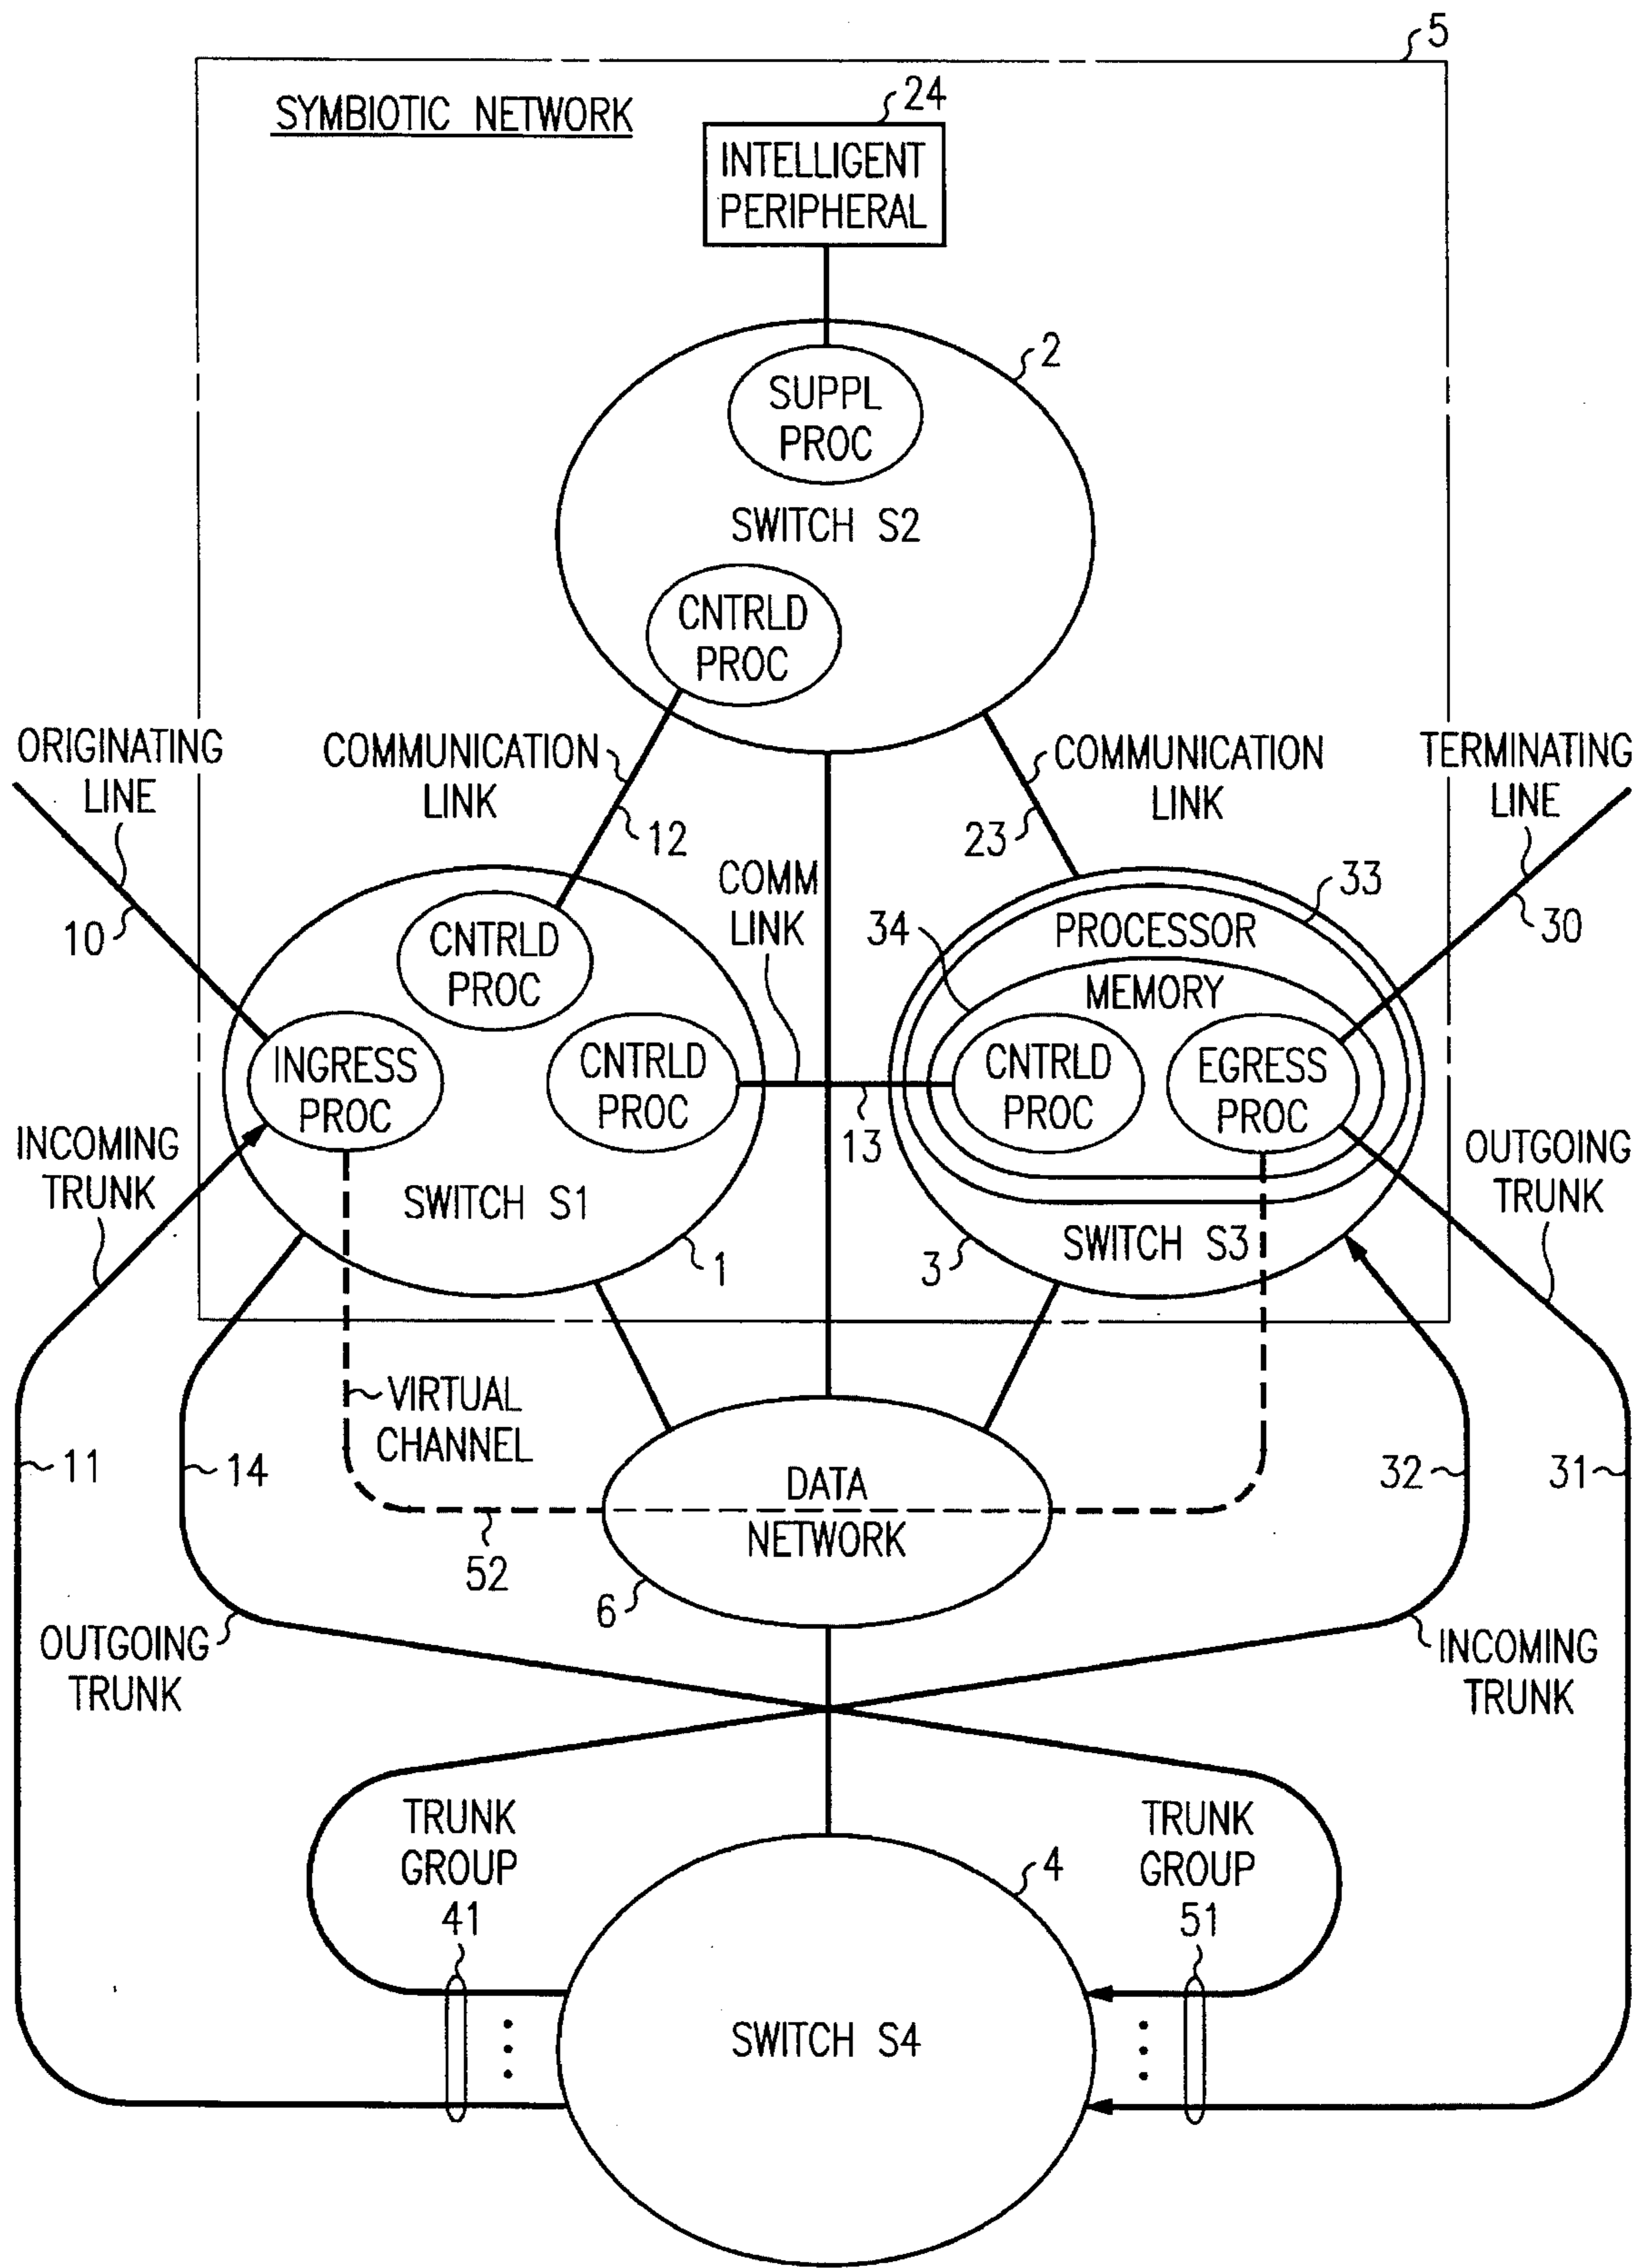 5
SYMBIOTIC NETWORK
24
INTELLIGENT
PERIPHERAL
2
SUPPL
PROC
SWITCH S2
CNTRLD
PROC
ORIGINATING
LINE
COMMUNICATION
LINK
COMMUNICATION
LINK
TERMINATING
LINE
12
23
10
COMM
LINK
33
34
30
PROCESSOR
MEMORY
CNTRLD
PROC
INGRESS
PROC
CNTRLD
PROC
CNTRLD
PROC
EGRESS
PROC
13
INCOMING
TRUNK
OUTGOING
TRUNK
SWITCH S1
SWITCH S3
1
3
VIRTUAL
CHANNEL
11
14
32
31
DATA
NETWORK
52
6
OUTGOING
TRUNK
INCOMING
TRUNK
TRUNK
GROUP
41
TRUNK
GROUP
51
4
SWITCH S4